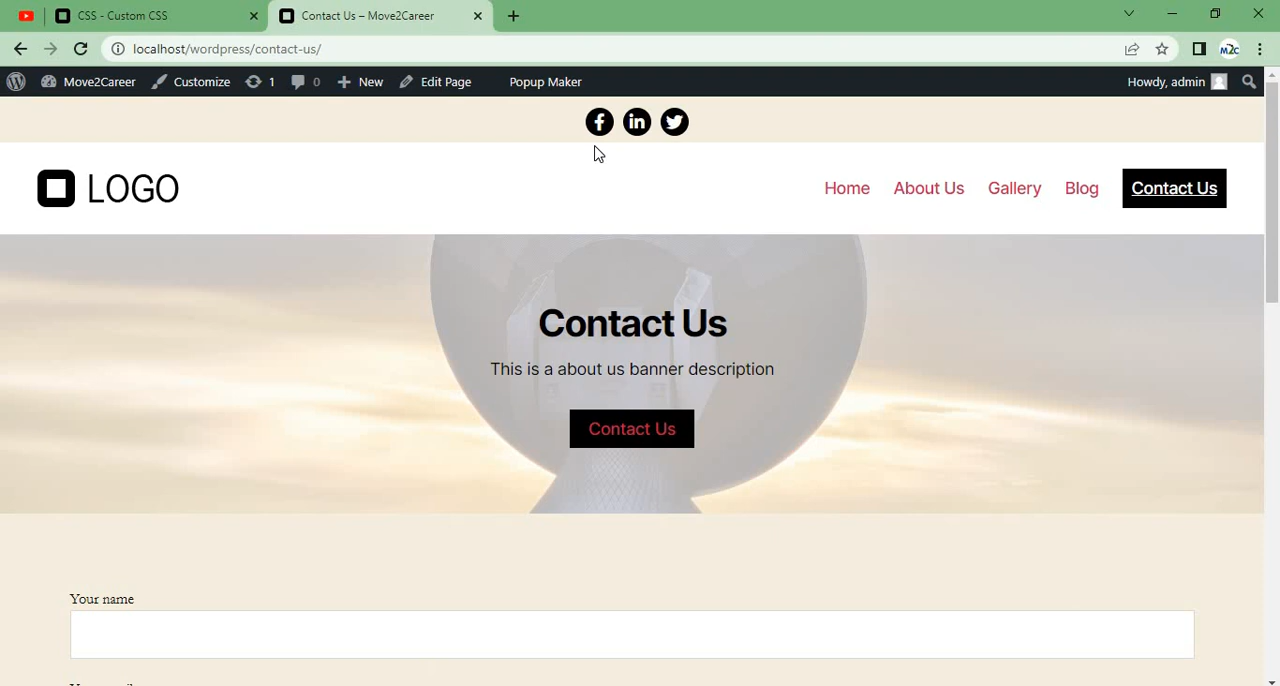 CSS - Custom CSS
Contact Us – Move2Career
localhost/wordpress/contact-us/
M2C
Move2Career Customize 1 0 New Edit Page Popup Maker Howdy, admin
LOGO
Home About Us Gallery Blog Contact Us
Contact Us
This is a about us banner description
Contact Us
Your name